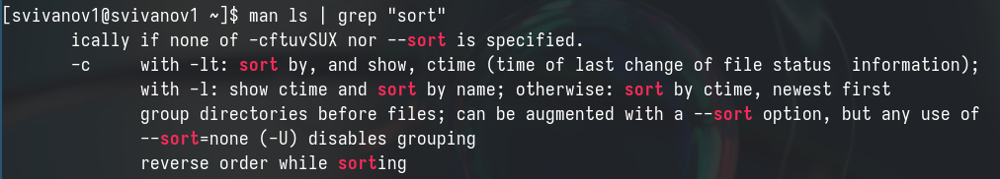 [svivanov1@svivanov1 ~]$ man ls | grep "sort"
ically if none of -cftuvSUX nor --sort is specified.
-c     with -lt: sort by, and show, ctime (time of last change of file status  information);
with -l: show ctime and sort by name; otherwise: sort by ctime, newest first
group directories before files; can be augmented with a --sort option, but any use of
--sort=none (-U) disables grouping
reverse order while sorting